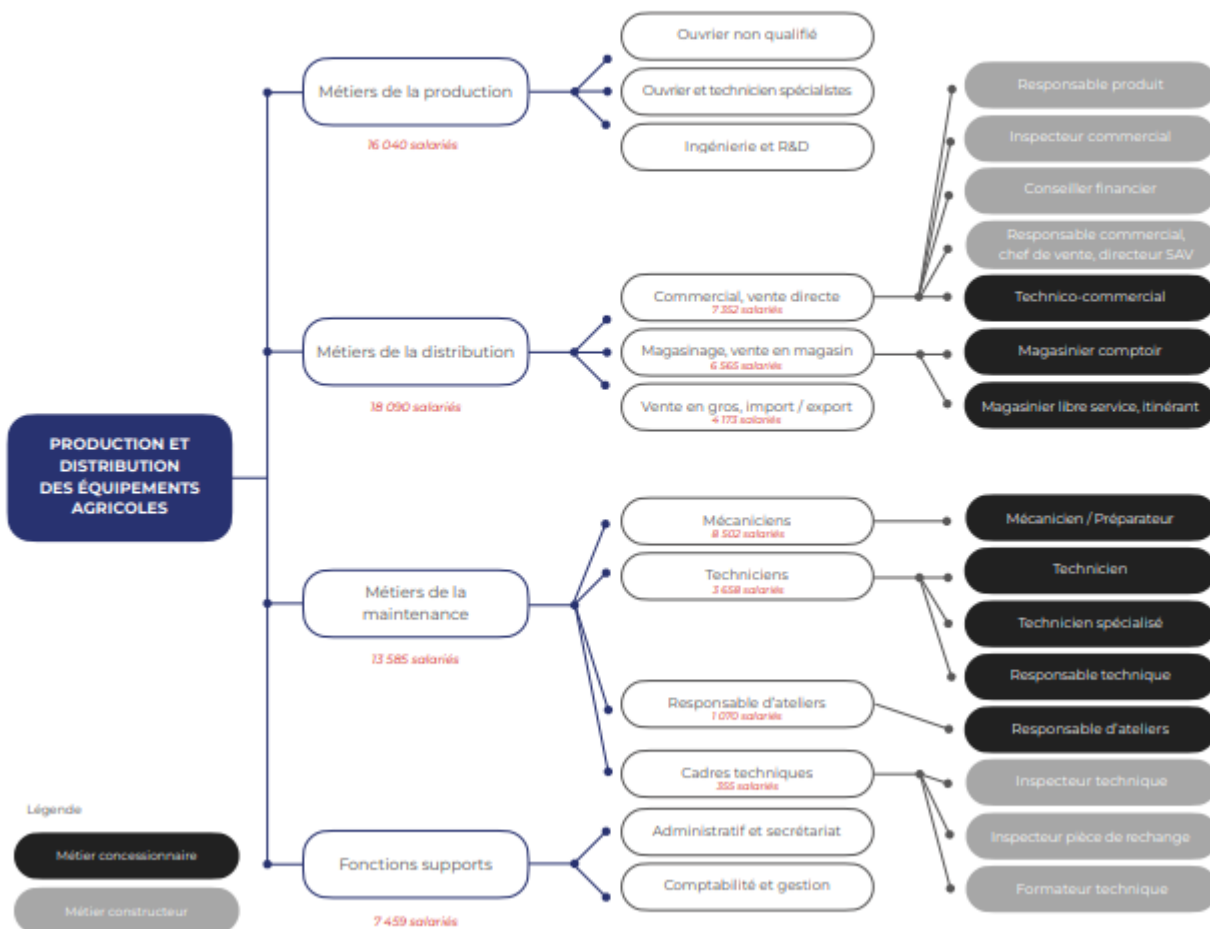 PRODUCTION ET
DISTRIBUTION
DES ÉQUIPEMENTS
AGRICOLES
Métiers de la production
16 040 salariés
Ouvrier non qualifié
Ouvrier et technicien spécialistes
Ingénierie et R&D
Métiers de la distribution
18 090 salariés
Commercial, vente directe
7 352 salariés
Responsable produit
Inspecteur commercial
Conseiller financier
Responsable commercial,
chef de vente, directeur SAV
Technico-commercial
Magasinage, vente en magasin
6 565 salariés
Magasinier comptoir
Magasinier libre service, itinérant
Vente en gros, import / export
4 173 salariés
Métiers de la
maintenance
13 585 salariés
Mécaniciens
8 502 salariés
Mécanicien / Préparateur
Techniciens
3 658 salariés
Technicien
Technicien spécialisé
Responsable technique
Responsable d'ateliers
1 070 salariés
Responsable d'ateliers
Cadres techniques
355 salariés
Inspecteur technique
Inspecteur pièce de rechange
Formateur technique
Fonctions supports
7 459 salariés
Administratif et secrétariat
Comptabilité et gestion
Légende
Métier concessionnaire
Métier constructeur